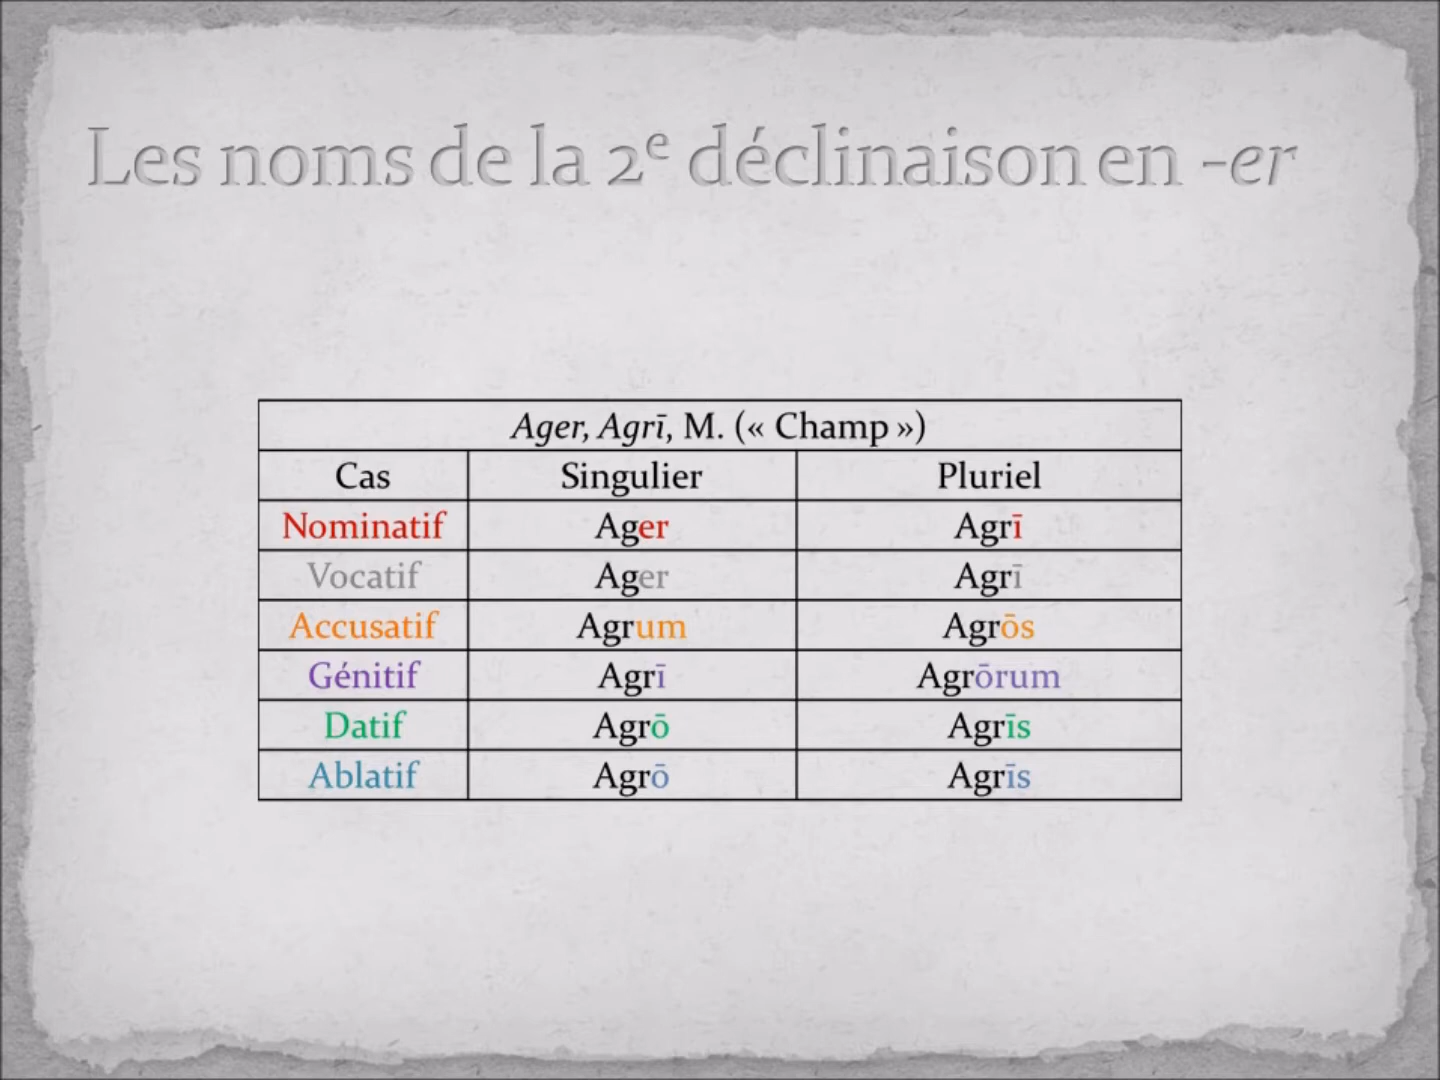 Les noms de la 2e déclinaison en -er
Ager, Agrī, M. (« Champ »)
Cas Singulier Pluriel
Nominatif Ager Agrī
Vocatif Ager Agrī
Accusatif Agrum Agrōs
Génitif Agrī Agrōrum
Datif Agrō Agrīs
Ablatif Agrō Agrīs